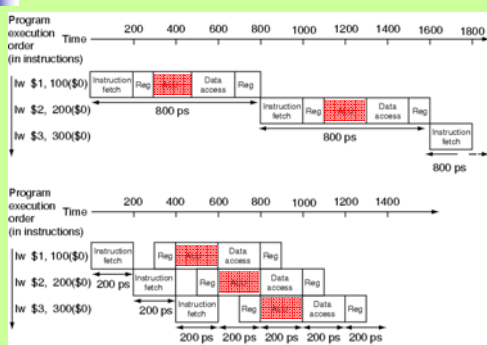 Program
execution
order
(in instructions)
Time
200 400 600 800 1000 1200 1400 1600 1800
lw $1, 100($0)
Instruction
fetch
Reg
Data
access
Reg
800 ps
lw $2, 200($0)
Instruction
fetch
Reg
Data
access
Reg
800 ps
lw $3, 300($0)
Instruction
fetch
800 ps
Program
execution
order
(in instructions)
Time
200 400 600 800 1000 1200 1400
lw $1, 100($0)
Instruction
fetch
Reg
ALU
Data
access
Reg
200 ps
lw $2, 200($0)
Instruction
fetch
Reg
ALU
Data
access
Reg
200 ps
lw $3, 300($0)
Instruction
fetch
Reg
ALU
Data
access
Reg
200 ps 200 ps 200 ps 200 ps 200 ps